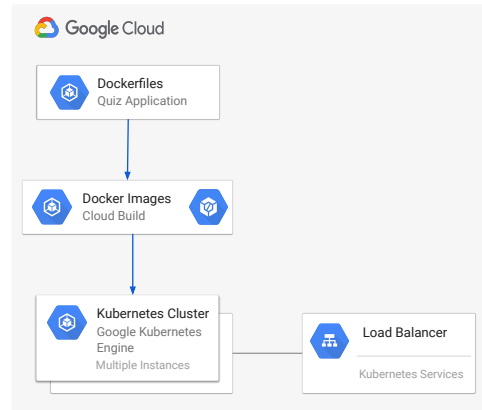 Google Cloud
Dockerfiles
Quiz Application
Docker Images
Cloud Build
Kubernetes Cluster
Google Kubernetes
Engine
Multiple Instances
Load Balancer
Kubernetes Services